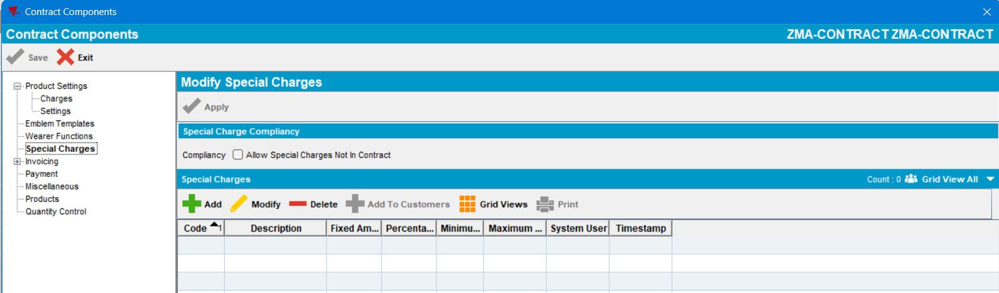 Contract Components
Contract Components ZMA-CONTRACT ZMA-CONTRACT
Save Exit
Product Settings
Charges
Settings
Emblem Templates
Wearer Functions
Special Charges
Invoicing
Payment
Miscellaneous
Products
Quantity Control
Modify Special Charges
Apply
Special Charge Compliancy
Compliancy Allow Special Charges Not In Contract
Special Charges Count : 0 Grid View All
Add Modify Delete Add To Customers Grid Views Print
Code 1 Description Fixed Am... Percenta... Minimu... Maximum ... System User Timestamp